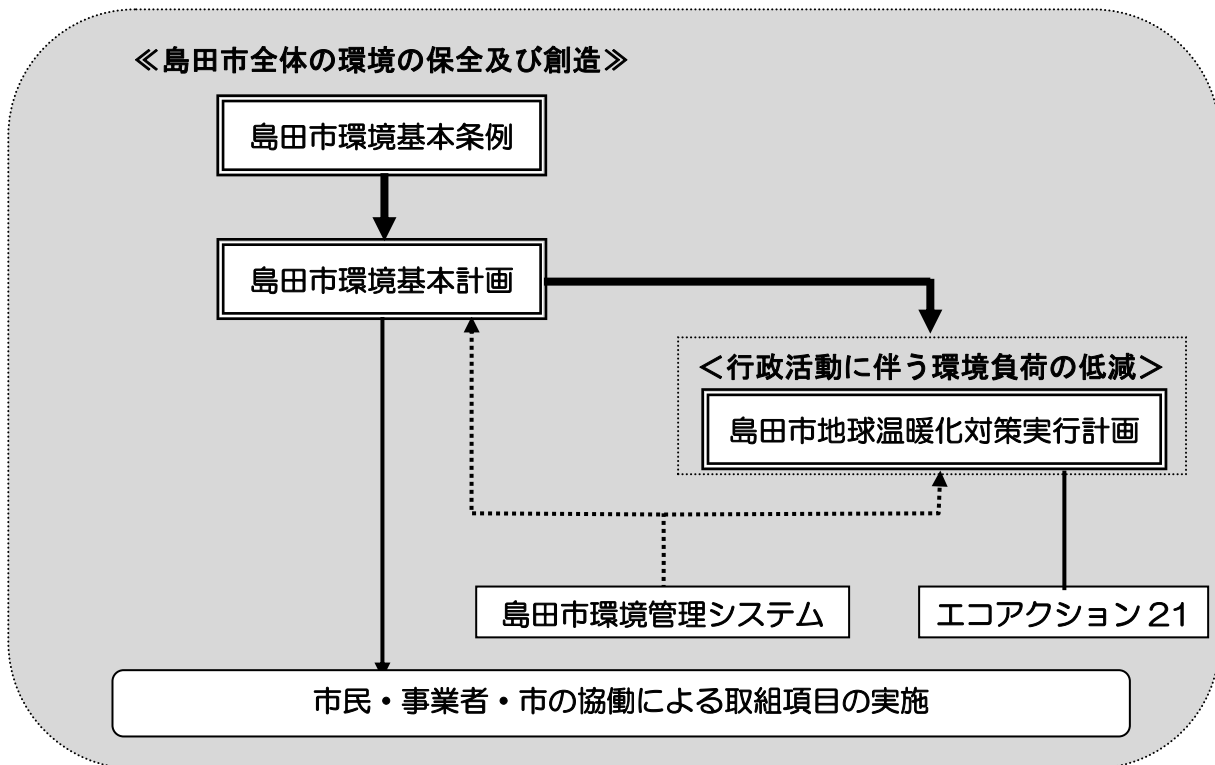 ≪島田市全体の環境の保全及び創造≫
島田市環境基本条例
島田市環境基本計画
＜行政活動に伴う環境負荷の低減＞
島田市地球温暖化対策実行計画
島田市環境管理システム
エコアクション21
市民・事業者・市の協働による取組項目の実施